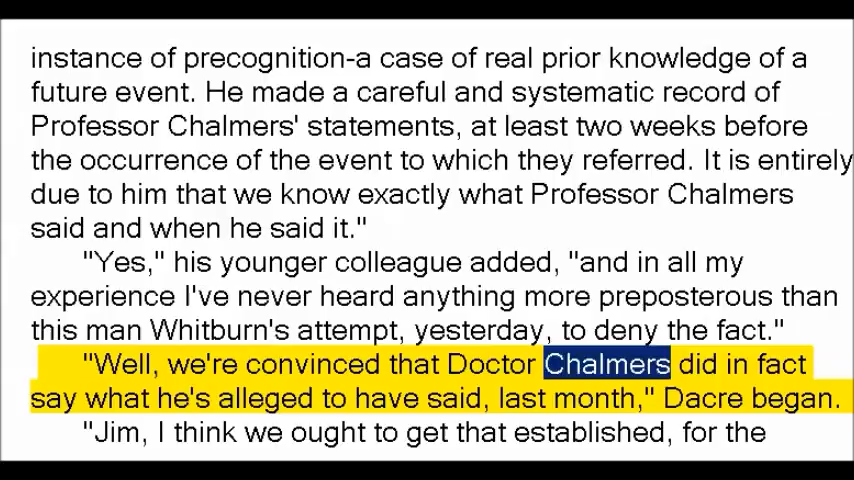 instance of precognition-a case of real prior knowledge of a
future event. He made a careful and systematic record of
Professor Chalmers' statements, at least two weeks before
the occurrence of the event to which they referred. It is entirely
due to him that we know exactly what Professor Chalmers
said and when he said it."
"Yes," his younger colleague added, "and in all my
experience I've never heard anything more preposterous than
this man Whitburn's attempt, yesterday, to deny the fact."
"Well, we're convinced that Doctor Chalmers did in fact
say what he's alleged to have said, last month," Dacre began.
"Jim, I think we ought to get that established, for the